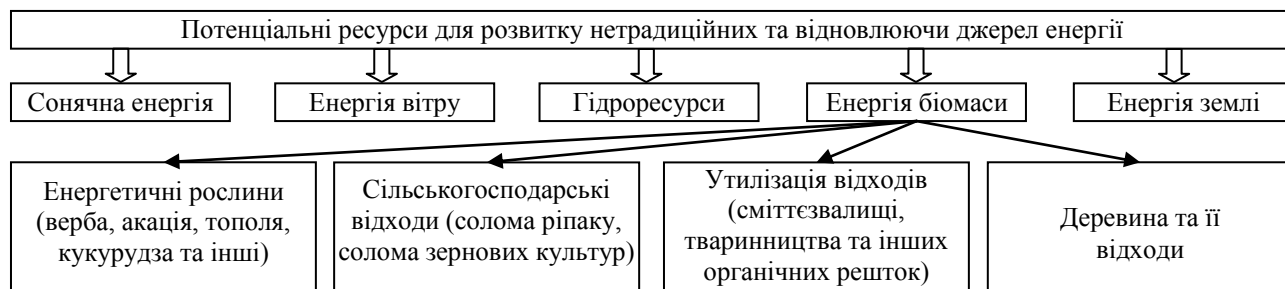 Потенціальні ресурси для розвитку нетрадиційних та відновлюючи джерел енергії
Сонячна енергія
Енергія вітру
Гідроресурси
Енергія біомаси
Енергія землі
Енергетичні рослини
(верба, акація, тополя,
кукурудза та інші)
Сільськогосподарські
відходи (солома ріпаку,
солома зернових культур)
Утилізація відходів
(сміттєзвалищі,
тваринництва та інших
органічних решток)
Деревина та її
відходи